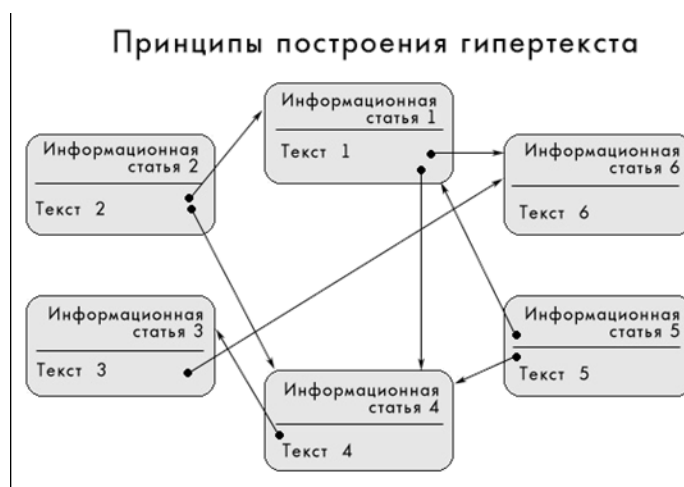 Принципы построения гипертекста
Информационная
статья 1
Текст 1
Информационная
статья 2
Текст 2
Информационная
статья 6
Текст 6
Информационная
статья 3
Текст 3
Информационная
статья 5
Текст 5
Информационная
статья 4
Текст 4